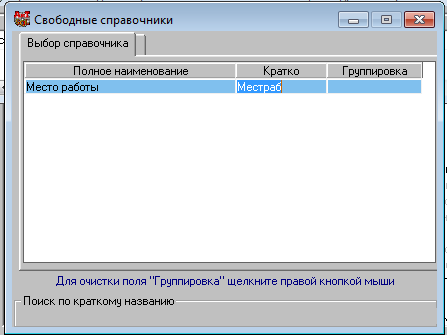 Свободные справочники
Выбор справочника
Полное наименование Кратко Группировка
Место работы Местраб
Для очистки поля "Группировка" щелкните правой кнопкой мыши
Поиск по краткому названию